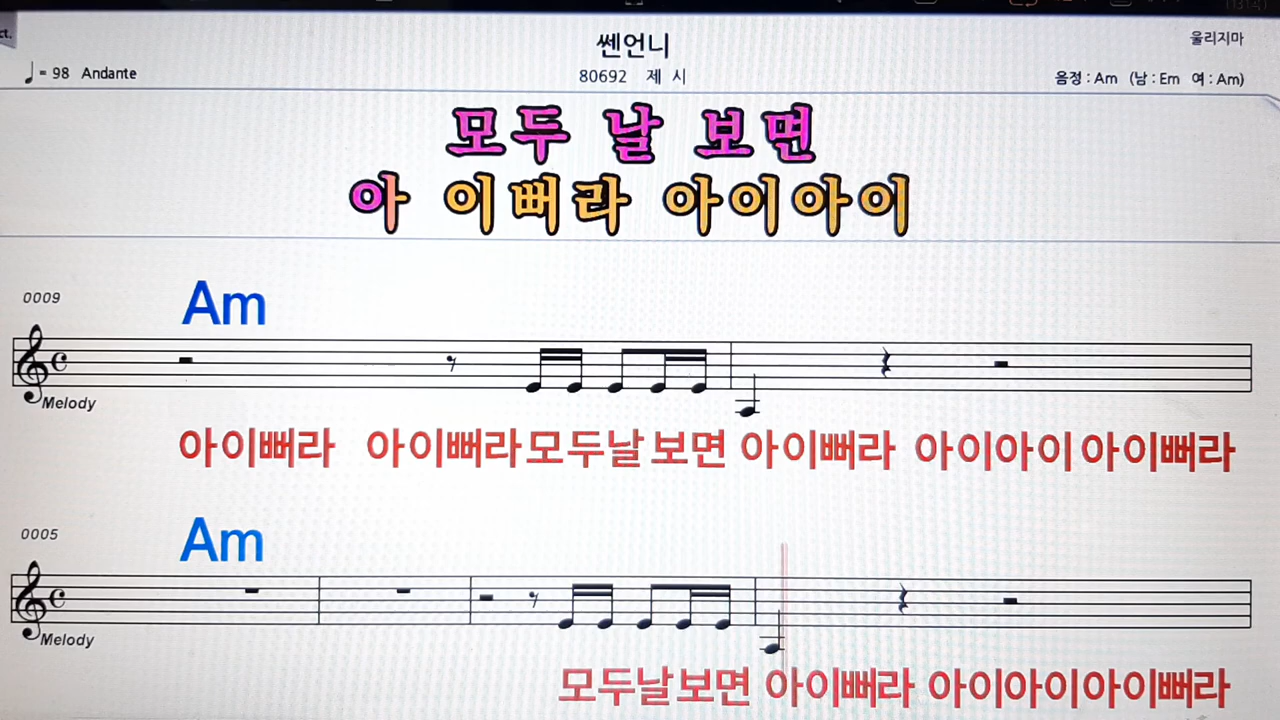 ct.
쎈언니
울리지마
♩ = 98 Andante
80692 제 시
음정 : Am (남 : Em 여 : Am)
모두 날 보면
아 이뻐라 아이아이
0009
Am
Melody
아이뻐라 아이뻐라모두날 보면 아이뻐라 아이아이 아이뻐라
0005
Am
Melody
모두날보면 아이뻐라 아이아이아이뻐라